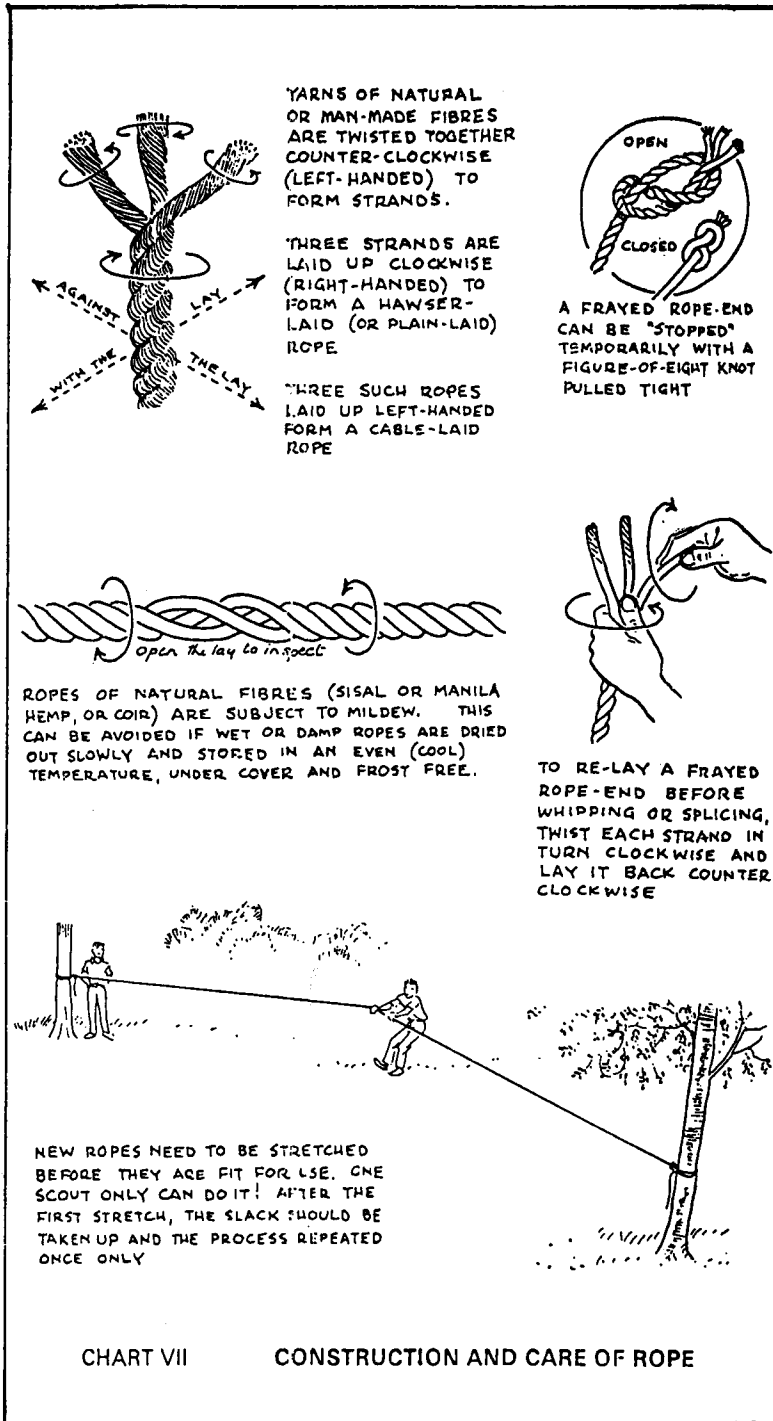 YARNS OF NATURAL
OR MAN-MADE FIBRES
ARE TWISTED TOGETHER
COUNTER-CLOCKWISE
(LEFT-HANDED) TO
FORM STRANDS.
THREE STRANDS ARE
LAID UP CLOCKWISE
(RIGHT-HANDED) TO
FORM A HAWSER-
LAID (OR PLAIN-LAID)
ROPE
THREE SUCH ROPES
LAID UP LEFT-HANDED
FORM A CABLE-LAID
ROPE
AGAINST LAY
WITH THE THE LAY
OPEN
CLOSED
A FRAYED ROPE-END
CAN BE "STOPPED"
TEMPORARILY WITH A
FIGURE-OF-EIGHT KNOT
PULLED TIGHT
Open the lay to inspect
ROPES OF NATURAL FIBRES (SISAL OR MANILA
HEMP, OR COIR) ARE SUBJECT TO MILDEW. THIS
CAN BE AVOIDED IF WET OR DAMP ROPES ARE DRIED
OUT SLOWLY AND STORED IN AN EVEN (COOL)
TEMPERATURE, UNDER COVER AND FROST FREE.
TO RE-LAY A FRAYED
ROPE-END BEFORE
WHIPPING OR SPLICING,
TWIST EACH STRAND IN
TURN CLOCKWISE AND
LAY IT BACK COUNTER
CLOCKWISE
NEW ROPES NEED TO BE STRETCHED
BEFORE THEY ARE FIT FOR USE. ONE
SCOUT ONLY CAN DO IT! AFTER THE
FIRST STRETCH, THE SLACK SHOULD BE
TAKEN UP AND THE PROCESS REPEATED
ONCE ONLY
CHART VII CONSTRUCTION AND CARE OF ROPE